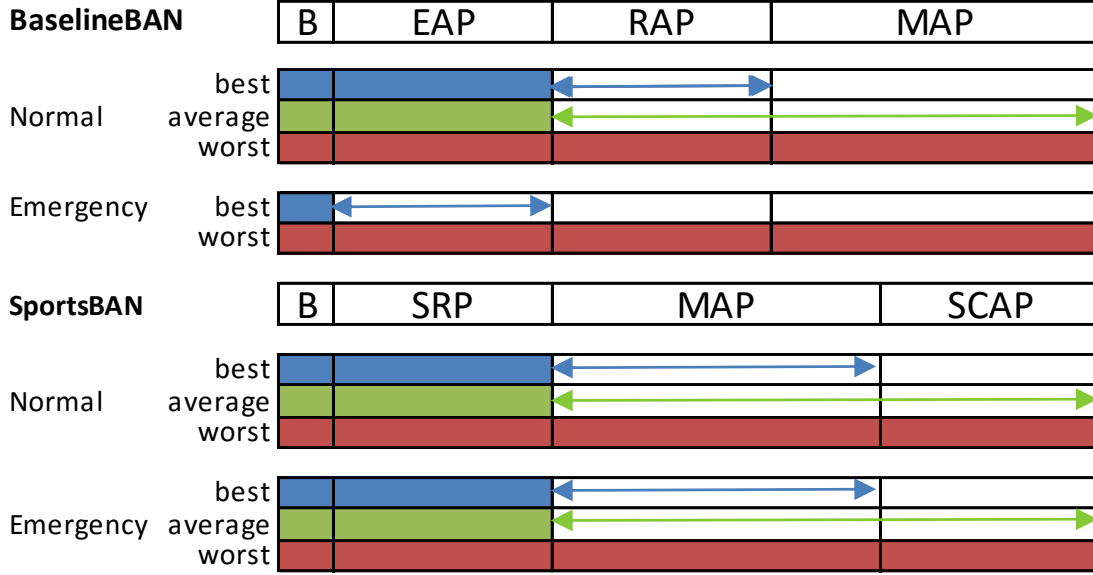 BaselineBAN B EAP RAP MAP
best
Normal average
worst
Emergency best
worst
SportsBAN B SRP MAP SCAP
best
Normal average
worst
best
Emergency average
worst